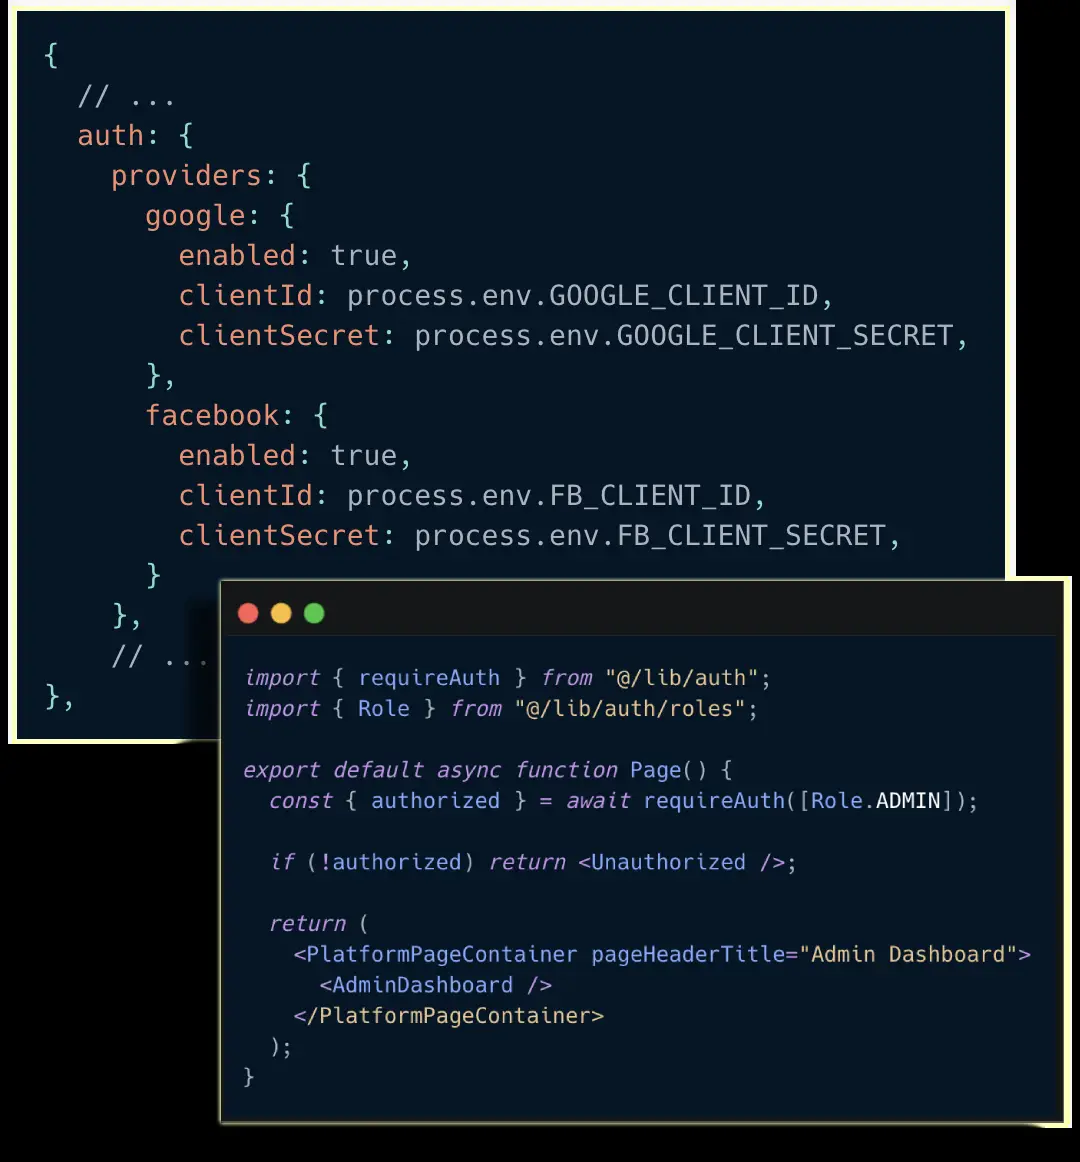 {
// ...
auth: {
providers: {
google: {
enabled: true,
clientId: process.env.GOOGLE_CLIENT_ID,
clientSecret: process.env.GOOGLE_CLIENT_SECRET,
},
facebook: {
enabled: true,
clientId: process.env.FB_CLIENT_ID,
clientSecret: process.env.FB_CLIENT_SECRET,
}
},
// ...
},
import { requireAuth } from "@/lib/auth";
import { Role } from "@/lib/auth/roles";
export default async function Page() {
const { authorized } = await requireAuth([Role.ADMIN]);
if (!authorized) return <Unauthorized />;
return (
<PlatformPageContainer pageHeaderTitle="Admin Dashboard">
<AdminDashboard />
</PlatformPageContainer>
);
}